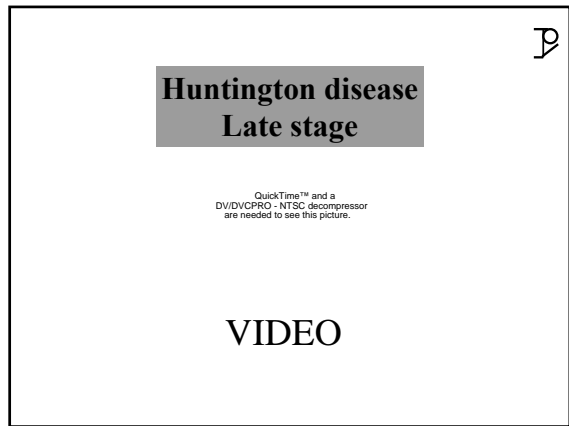 Huntington disease
Late stage
QuickTime™ and a
DV/DVCPRO - NTSC decompressor
are needed to see this picture.
VIDEO